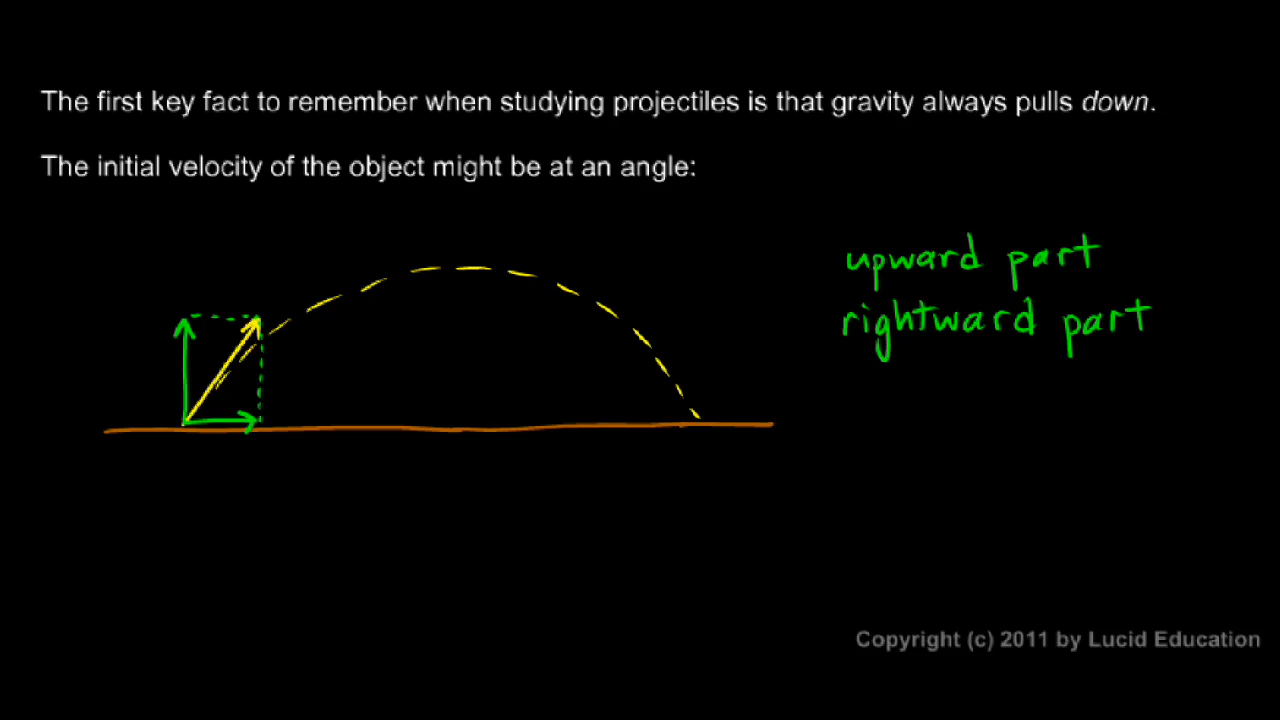 The first key fact to remember when studying projectiles is that gravity always pulls down.
The initial velocity of the object might be at an angle:
upward part
rightward part
Copyright (c) 2011 by Lucid Education